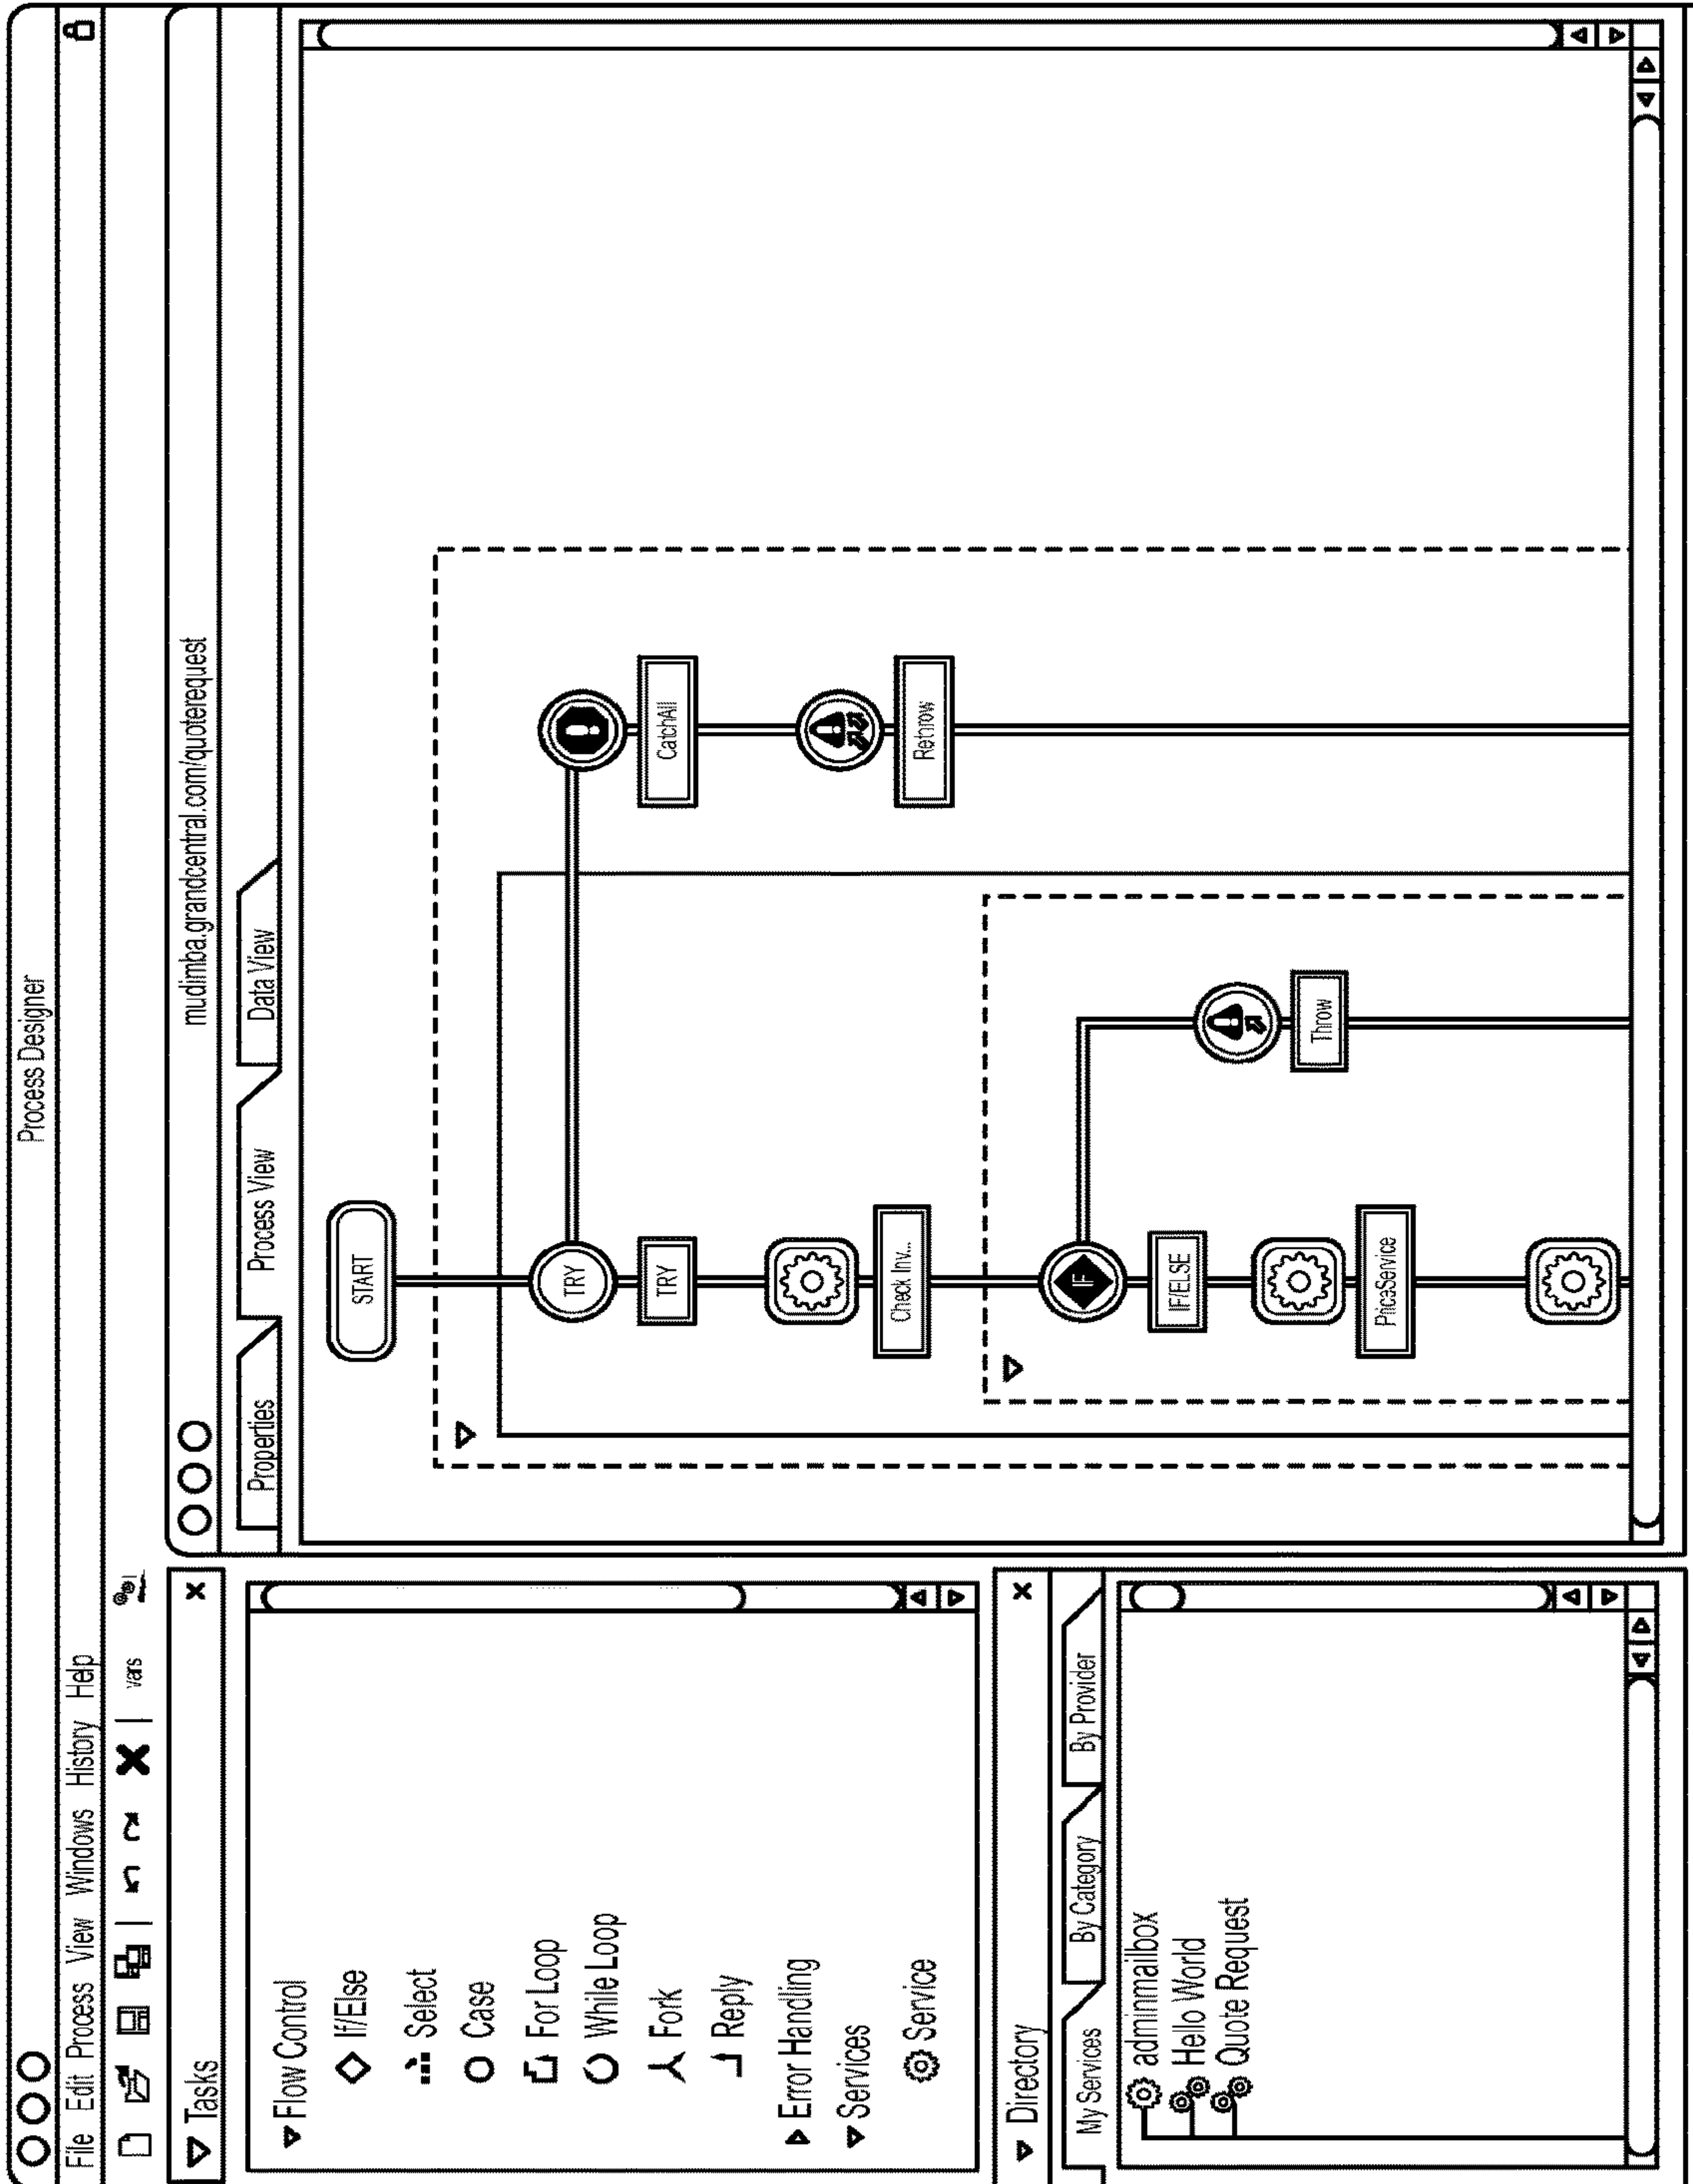 Process Designer
File Edit Process View Windows History Help
vars
Tasks
Flow Control
If/Else
Select
Case
For Loop
While Loop
Fork
Reply
Error Handling
Services
Service
Directory
My Services By Category By Provider
adminmailbox
Hello World
Quote Request
mudimba.grandcentral.com/quoterequest
Properties Process View Data View
START
TRY
TRY
CatchAll
Check Inv...
Rethrow
IF
IF/ELSE
Throw
PriceService